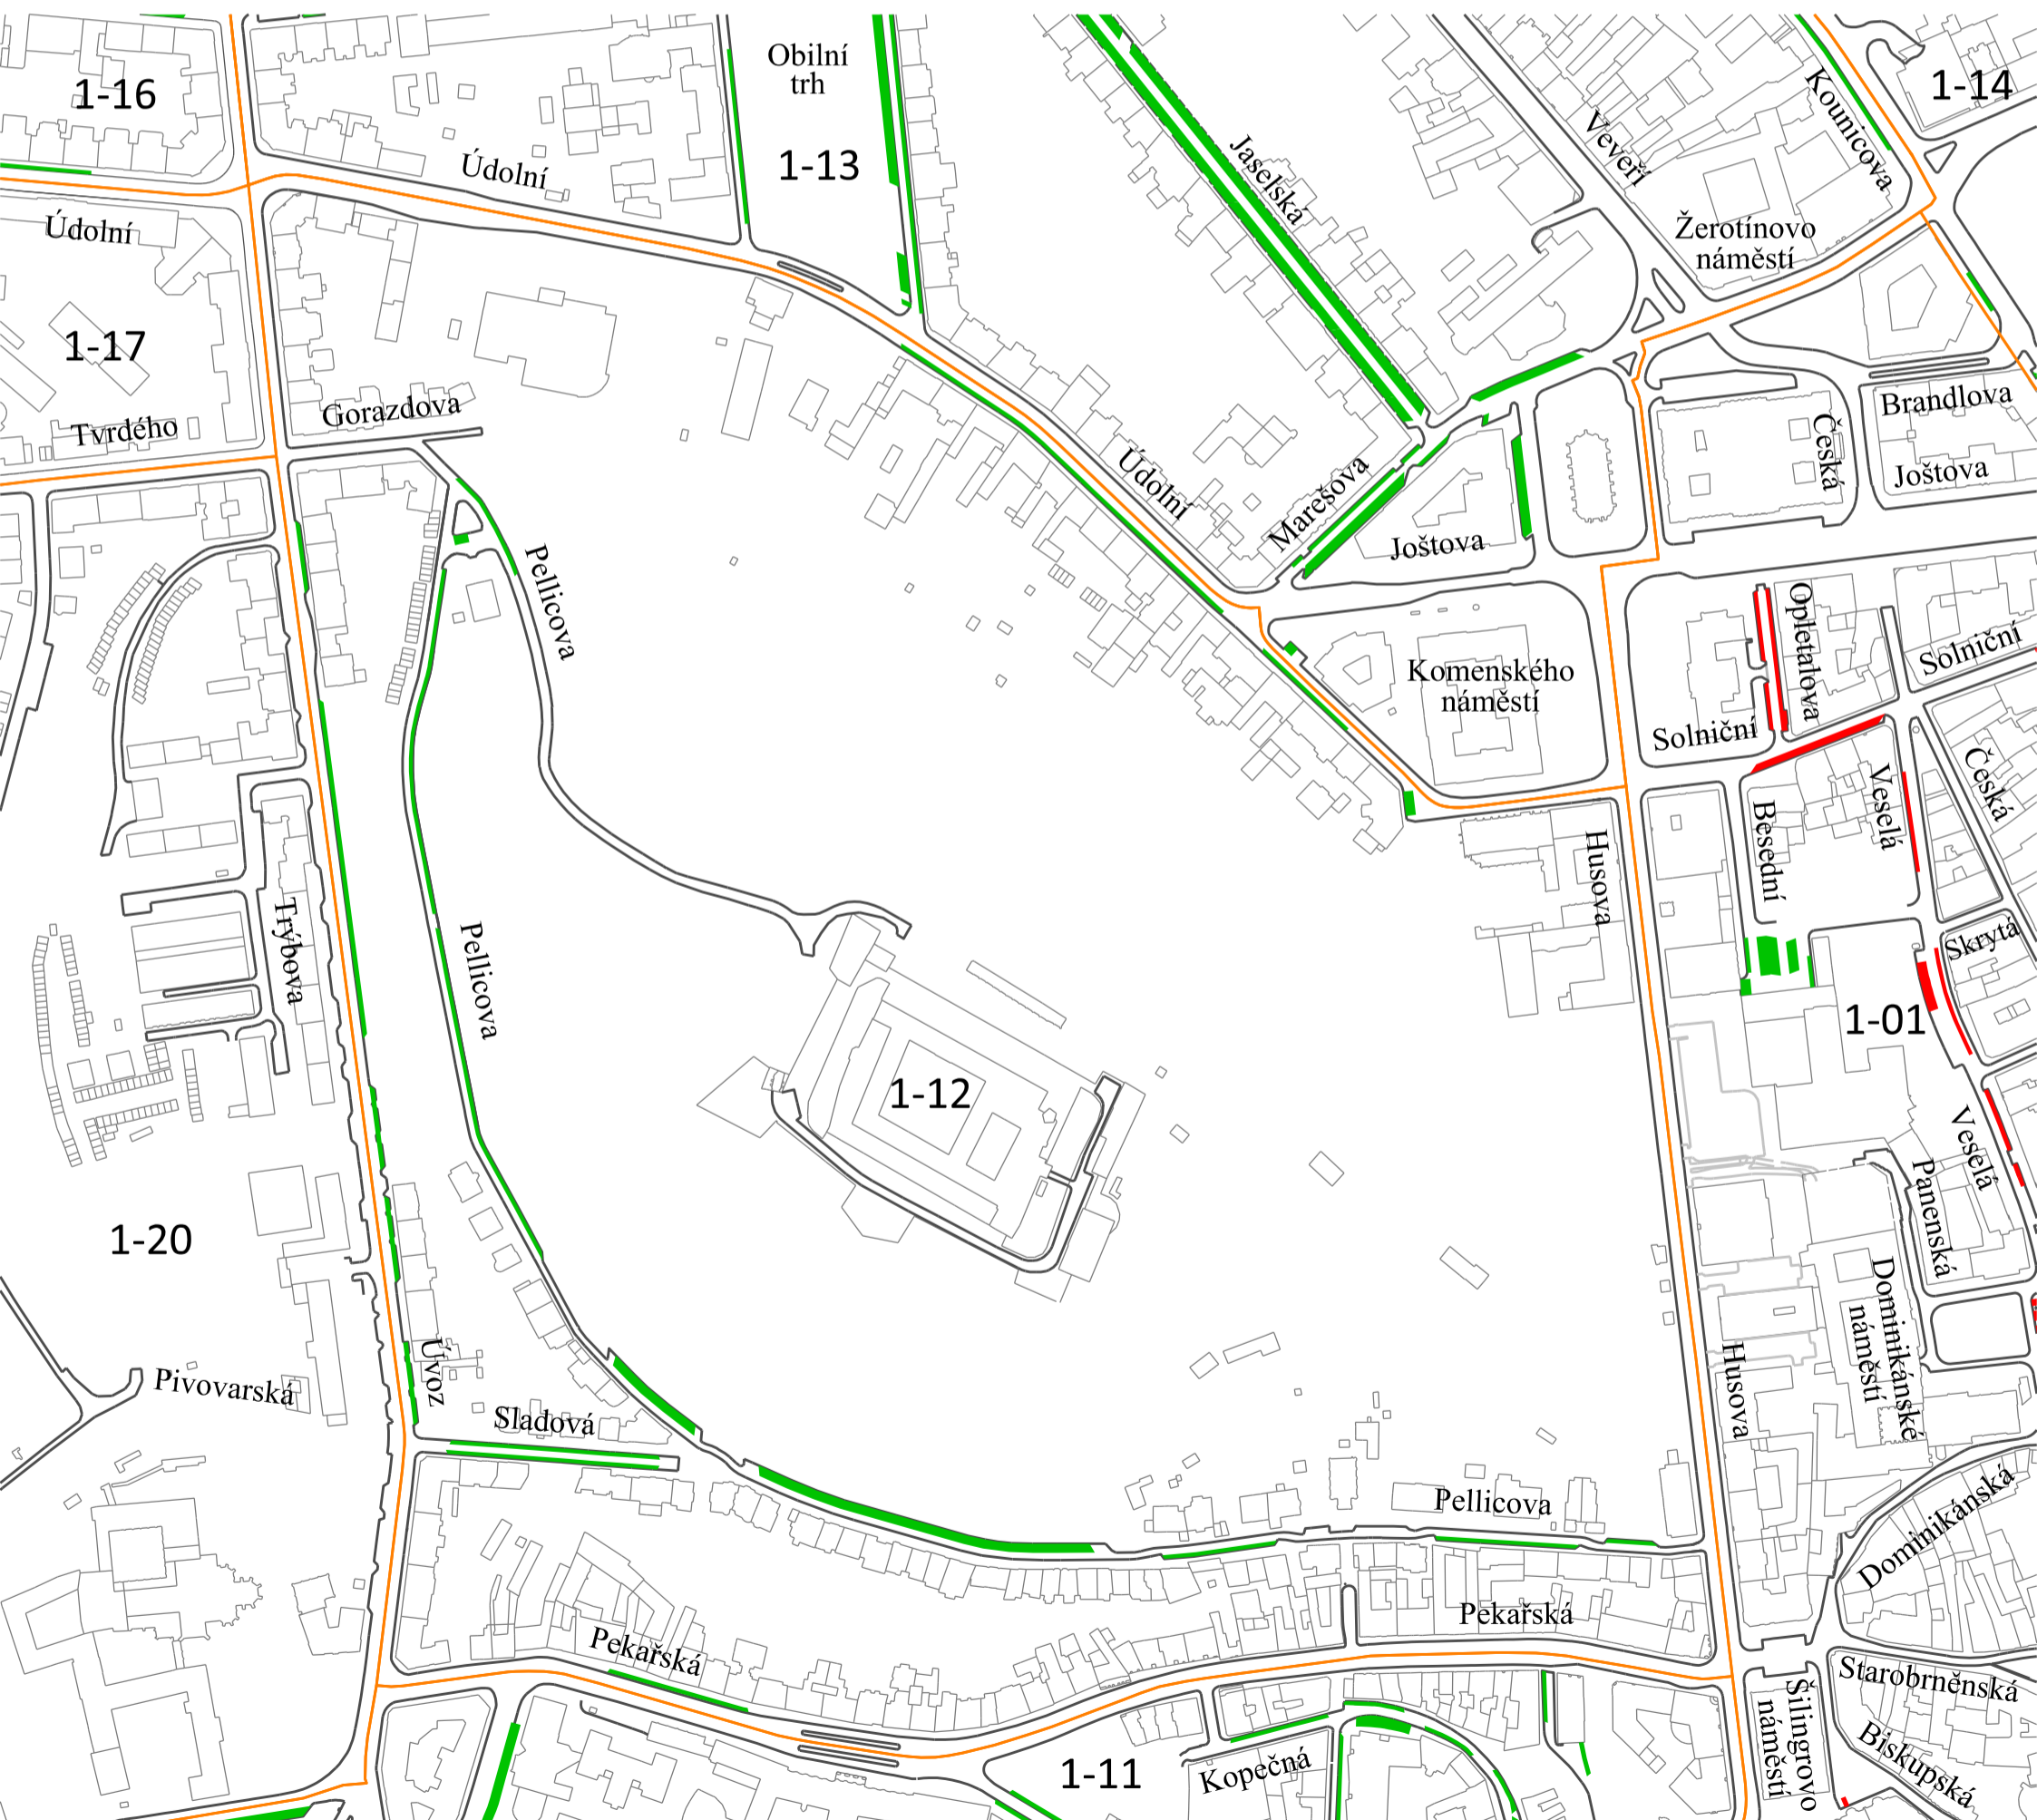 Obilní
trh
1-16
1-14
Kounicova
Veveří
Jaselská
1-13
Údolní
Údolní
Žerotínovo
náměstí
1-17
Gorazdova
Tvrdého
Brandlova
Česká
Joštova
Údolní
Marešova
Joštova
Pellicova
Opletalova
Solniční
Komenského
náměstí
Solniční
Česká
Veselá
Besední
Husova
Trýbova
Pellicova
Skrytá
1-01
1-12
Veselá
Panenská
1-20
Dominikánské
náměstí
Husova
Úvoz
Pivovarská
Sladová
Pellicova
Dominikánská
Pekařská
Pekařská
Starobrněnská
Šilingrovo
náměstí
Biskupská
1-11
Kopečná